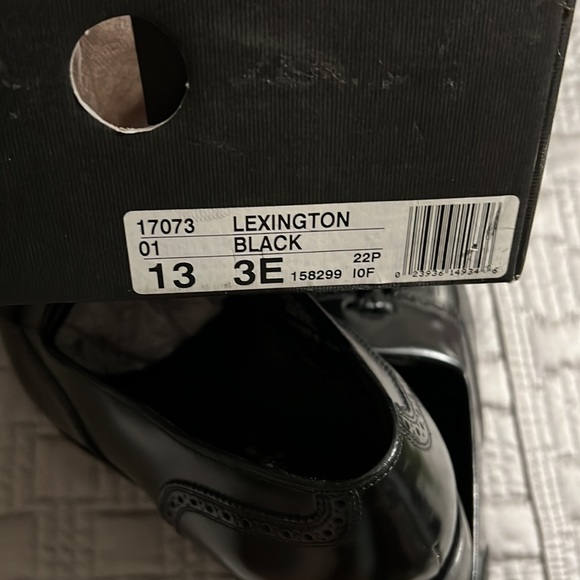 17073 LEXINGTON
01 BLACK
22P
13 3E 158299 10F
0 23936 14934 6